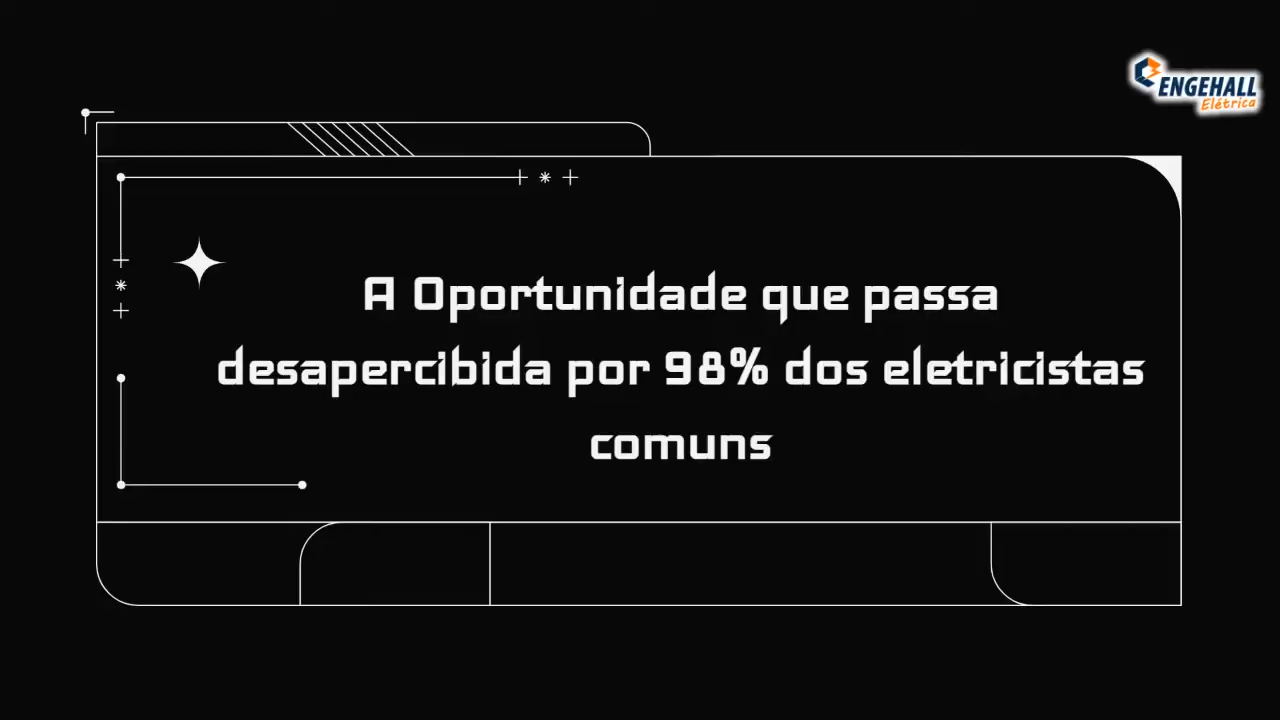 ENGEHALL
Elétrica
A Oportunidade que passa
desapercibida por 98% dos eletricistas
comuns